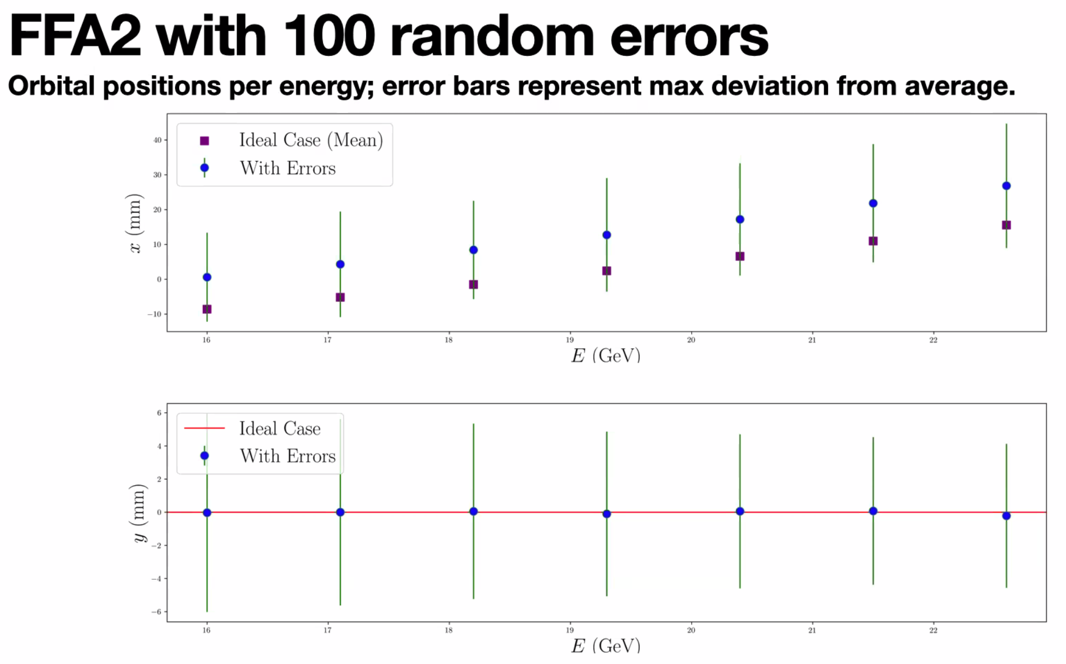 FFA2 with 100 random errors
Orbital positions per energy; error bars represent max deviation from average.
Ideal Case (Mean)
With Errors
x (mm)
40
30
20
10
0
−10
16 17 18 19 20 21 22
E (GeV)
Ideal Case
With Errors
y (mm)
6
4
2
0
−2
−4
−6
16 17 18 19 20 21 22
E (GeV)